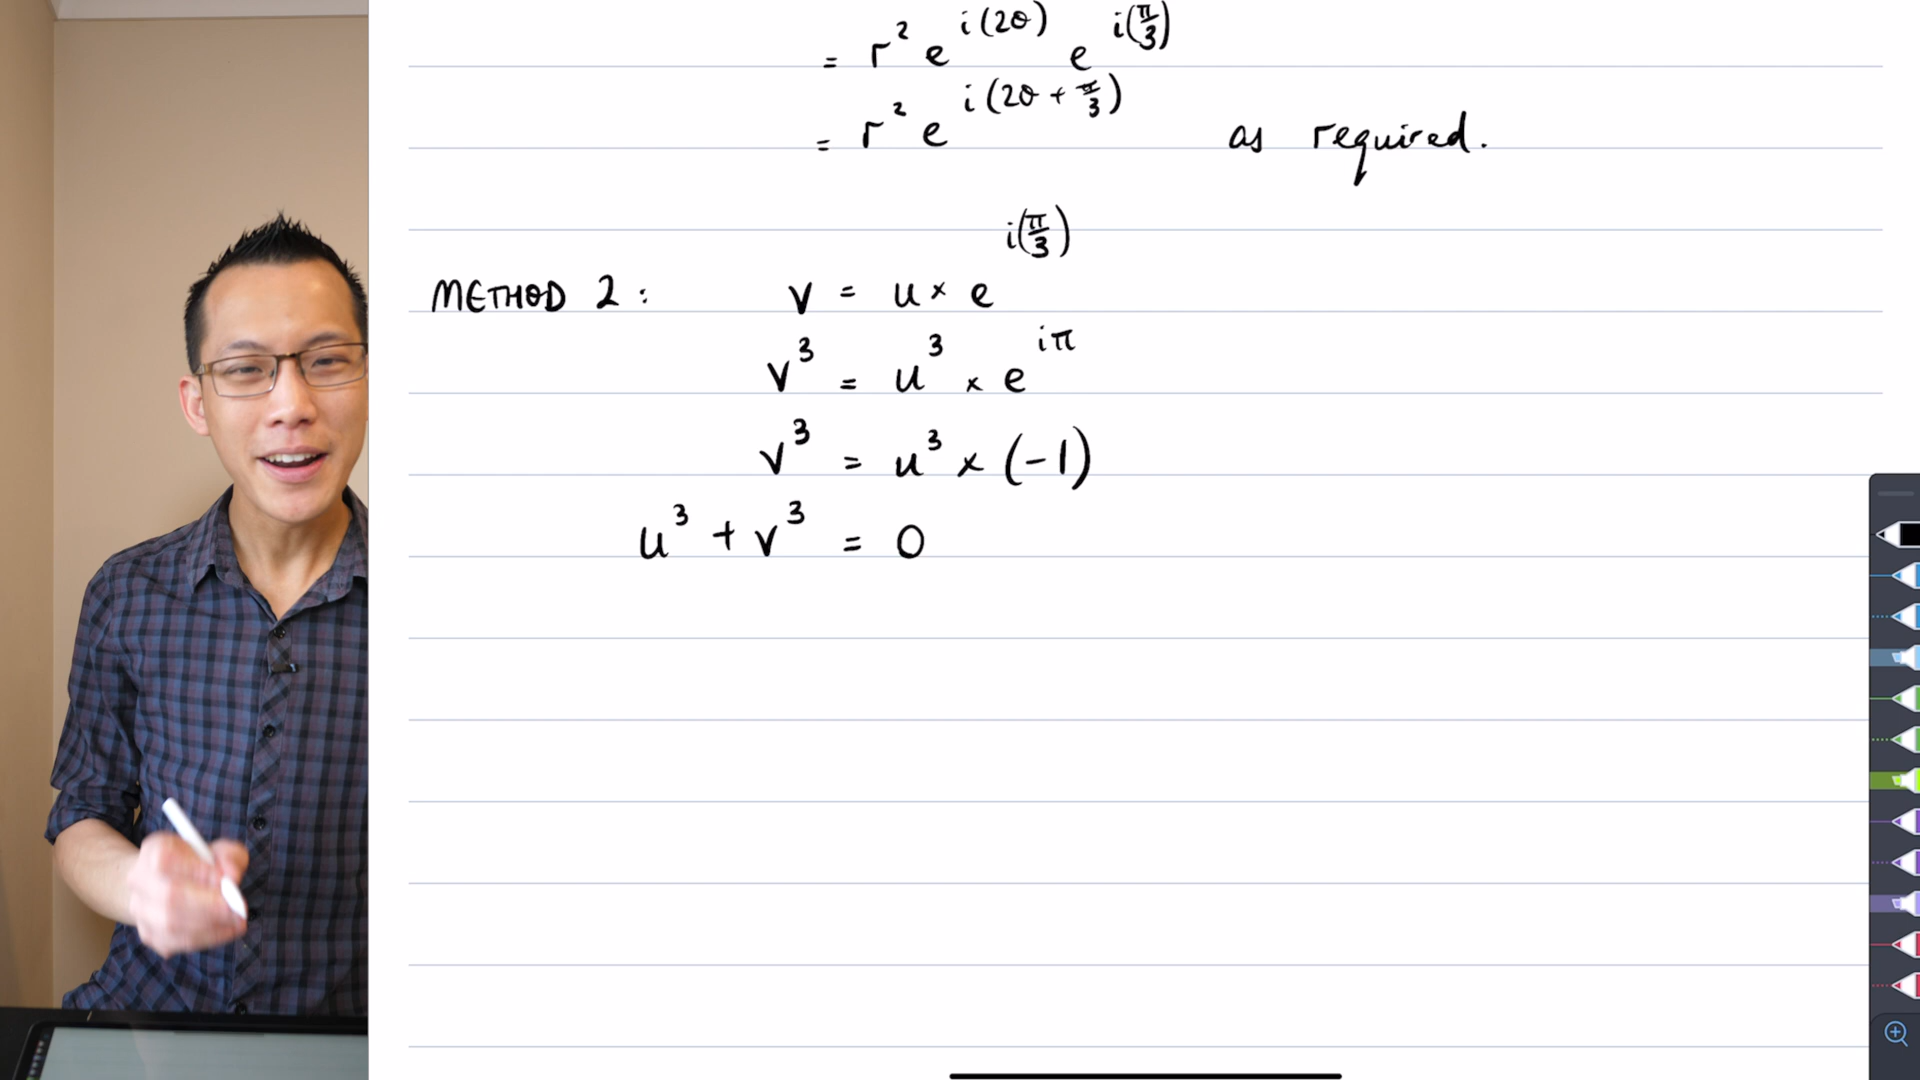 = r² e^{i(2θ)} e^{i(π/3)}
= r² e^{i(2θ + π/3)} as required.
METHOD 2 : v = u × e^{i(π/3)}
v³ = u³ × e^{iπ}
v³ = u³ × (-1)
u³ + v³ = 0